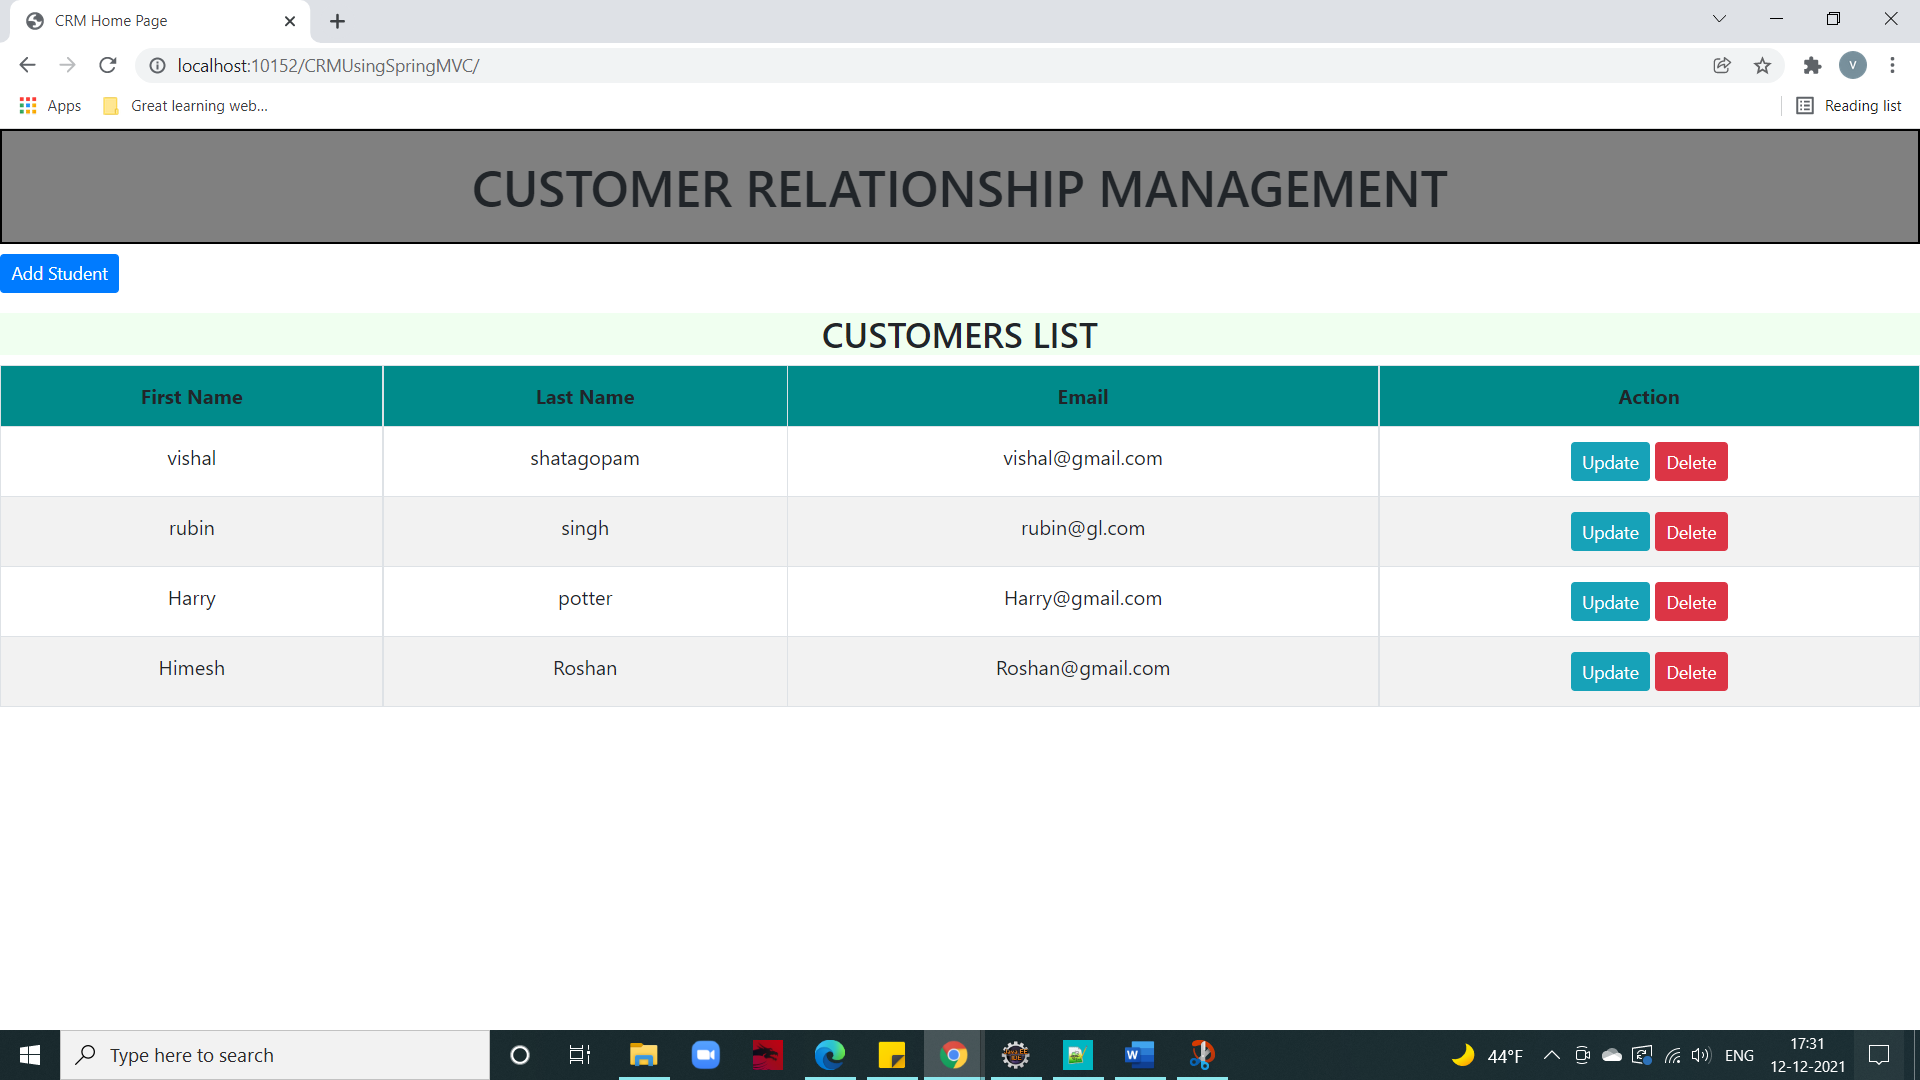 CRM Home Page
localhost:10152/CRMUsingSpringMVC/
V
Apps
Great learning web...
Reading list
CUSTOMER RELATIONSHIP MANAGEMENT
Add Student
CUSTOMERS LIST
First Name Last Name Email Action
vishal shatagopam vishal@gmail.com Update Delete
rubin singh rubin@gl.com Update Delete
Harry potter Harry@gmail.com Update Delete
Himesh Roshan Roshan@gmail.com Update Delete
Type here to search
44°F
ENG
17:31
12-12-2021